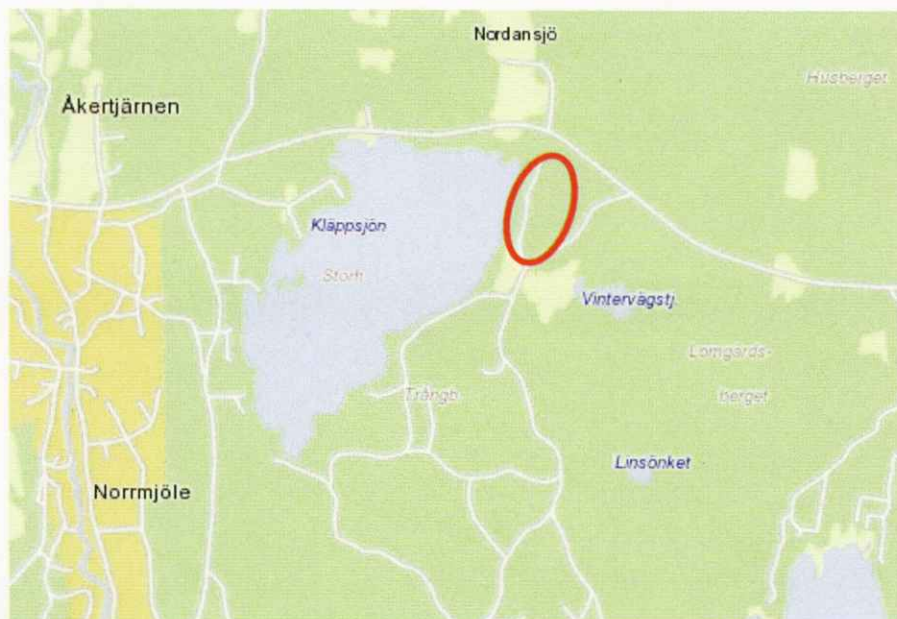 Nordansjö
Husberget
Åkertjärnen
Kläppsjön
Storh
Vintervägstj.
Lomgards-
berget
Trångb
Linsönket
Norrmjöle